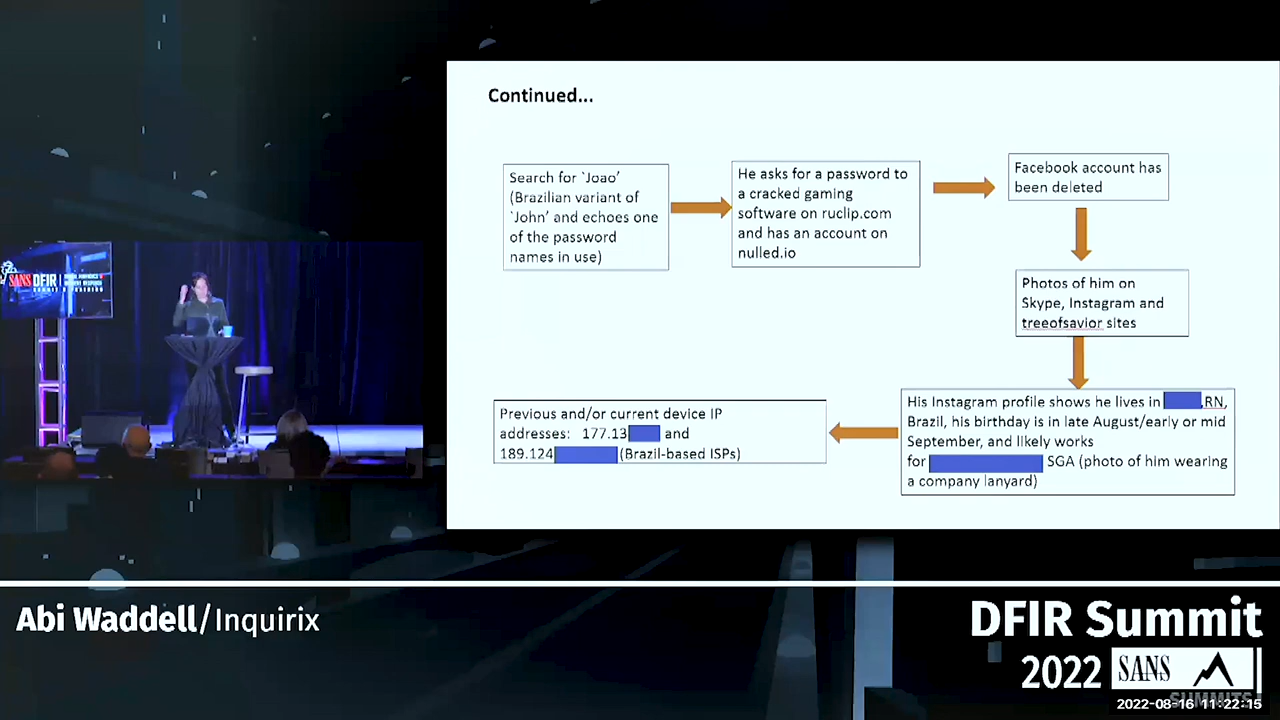 Continued...
Search for `Joao'
(Brazilian variant of
`John' and echoes one
of the password
names in use)
He asks for a password to
a cracked gaming
software on ruclip.com
and has an account on
nulled.io
Facebook account has
been deleted
Photos of him on
Skype, Instagram and
treeofsavior sites
His Instagram profile shows he lives in ,RN,
Brazil, his birthday is in late August/early or mid
September, and likely works
for SGA (photo of him wearing
a company lanyard)
Previous and/or current device IP
addresses: 177.13 and
189.124 (Brazil-based ISPs)
SANS DFIR
Abi Waddell/Inquirix
DFIR Summit
2022 SANS
SUMMITS
2022-08-16 11:22:15